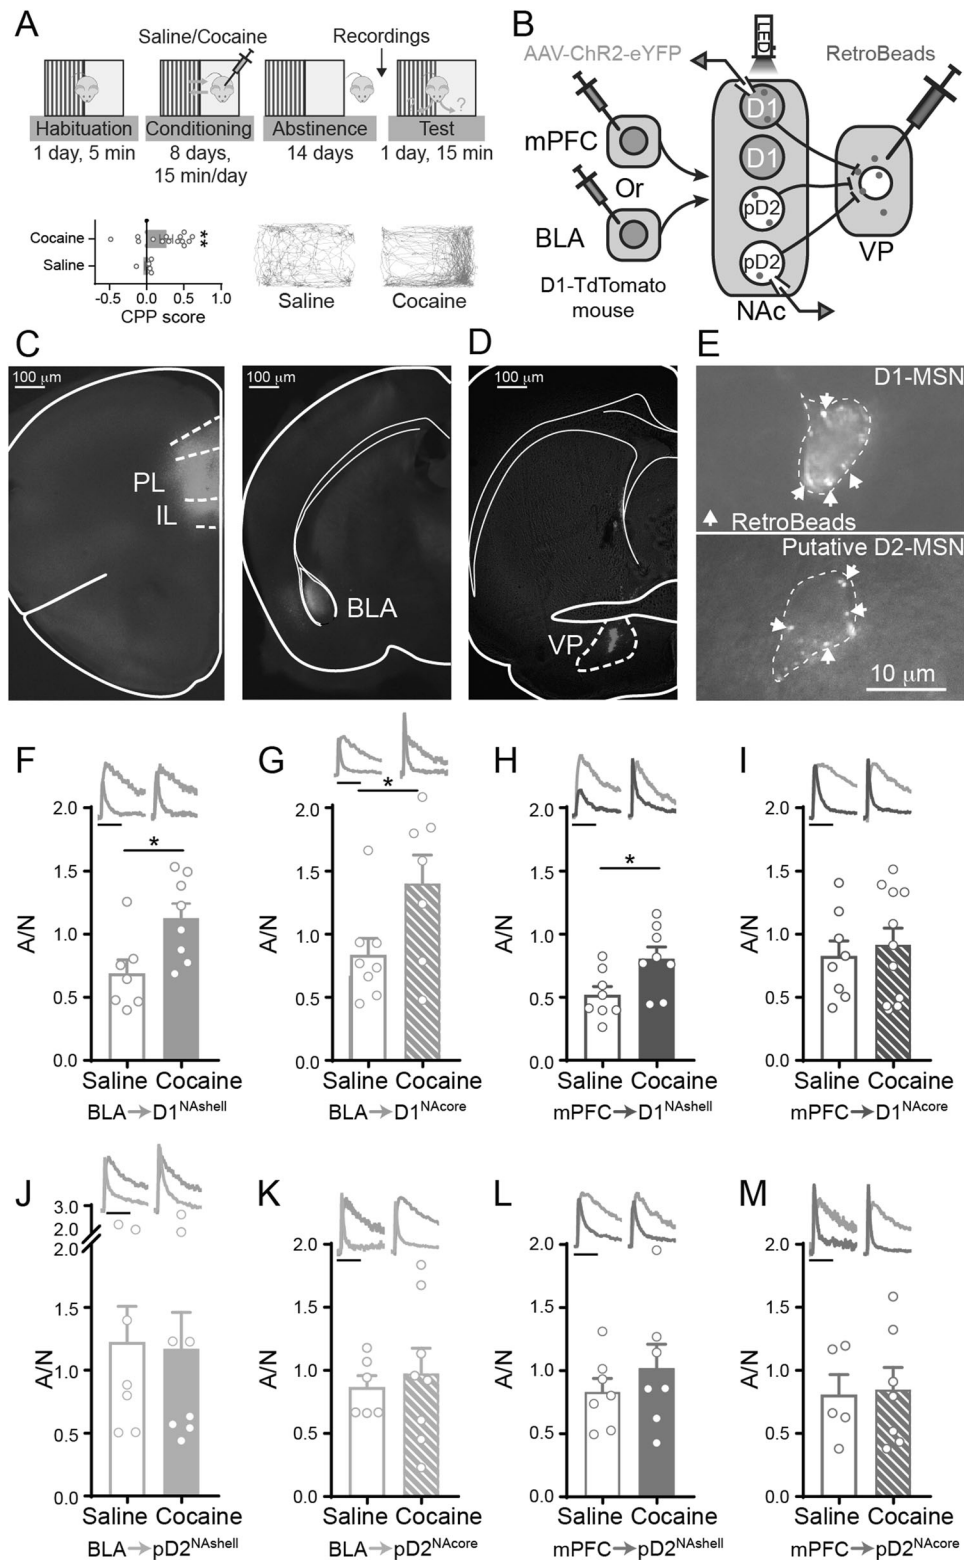 A
Saline/Cocaine
Recordings
?
?
Habituation
Conditioning
Abstinence
Test
1 day, 5 min
8 days,
15 min/day
14 days
1 day, 15 min
Cocaine
Saline
**
0.0
0.5
1.0
CPP score
Saline
Cocaine
B
AAV-ChR2-eYFP
LED
RetroBeads
mPFC
Or
BLA
D1-TdTomato
mouse
D1
D1
pD2
pD2
NAc
VP
C
100 μm
PL
IL
100 μm
BLA
D
100 μm
VP
E
D1-MSN
RetroBeads
Putative D2-MSN
10 μm
F
2.0
1.5
1.0
0.5
0.0
A/N
*
Saline Cocaine
BLA→D1NAshell
G
2.0
1.5
1.0
0.5
0.0
A/N
*
Saline Cocaine
BLA→D1NAcore
H
2.0
1.5
1.0
0.5
0.0
A/N
*
Saline Cocaine
mPFC→D1NAshell
I
2.0
1.5
1.0
0.5
0.0
A/N
Saline Cocaine
mPFC→D1NAcore
J
3.0
2.0
2.0
1.5
1.0
0.5
0.0
A/N
Saline Cocaine
BLA→pD2NAshell
K
2.0
1.5
1.0
0.5
0.0
A/N
Saline Cocaine
BLA→pD2NAcore
L
2.0
1.5
1.0
0.5
0.0
A/N
Saline Cocaine
mPFC→pD2NAshell
M
2.0
1.5
1.0
0.5
0.0
A/N
Saline Cocaine
mPFC→pD2NAcore